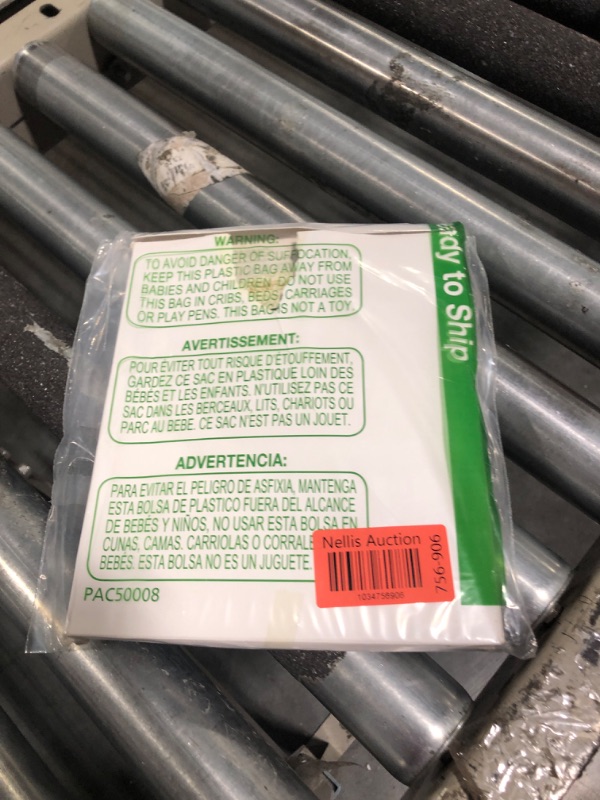 WARNING:
TO AVOID DANGER OF SUFFOCATION,
KEEP THIS PLASTIC BAG AWAY FROM
BABIES AND CHILDREN. DO NOT USE
THIS BAG IN CRIBS, BEDS, CARRIAGES
OR PLAY PENS. THIS BAG IS NOT A TOY.
AVERTISSEMENT:
POUR ÉVITER TOUT RISQUE D'ÉTOUFFEMENT,
GARDEZ CE SAC EN PLASTIQUE LOIN DES
BÉBÉS ET LES ENFANTS. N'UTILISEZ PAS CE
SAC DANS LES BERCEAUX, LITS, CHARIOTS OU
PARC AU BEBE. CE SAC N'EST PAS UN JOUET.
ADVERTENCIA:
PARA EVITAR EL PELIGRO DE ASFIXIA, MANTENGA
ESTA BOLSA DE PLASTICO FUERA DEL ALCANCE
DE BEBÉS Y NIÑOS, NO USAR ESTA BOLSA EN
CUNAS, CAMAS, CARRIOLAS O CORRALE
BEBÉS. ESTA BOLSA NO ES UN JUGUETE.
PAC50008
ady to Ship
Nellis Auction
1034756906
756-906